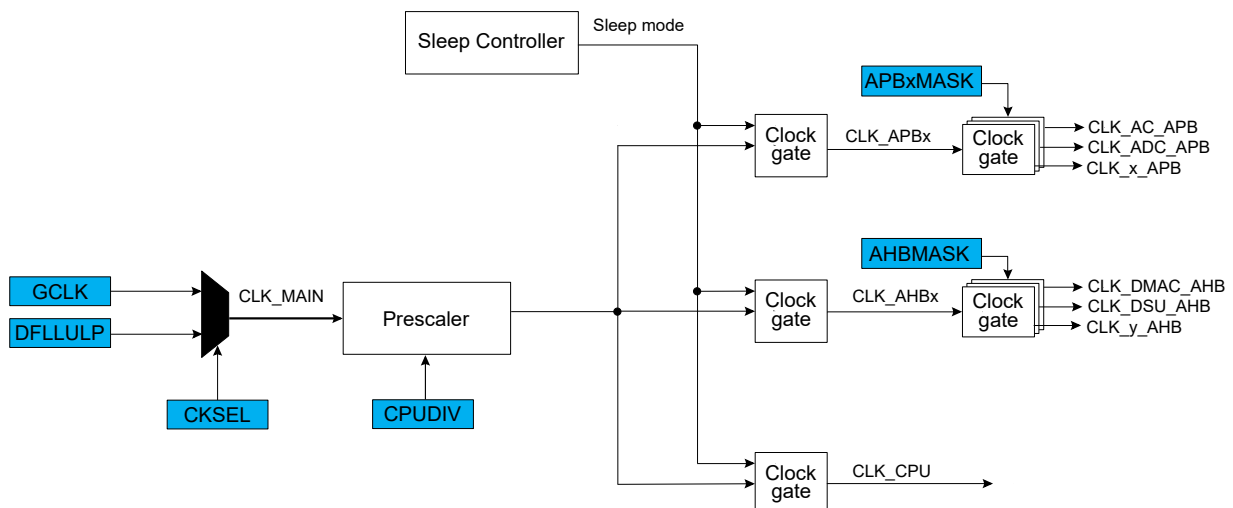 Sleep Controller
Sleep mode
APBxMASK
Clock
gate
CLK_APBx
Clock
gate
CLK_AC_APB
CLK_ADC_APB
CLK_x_APB
AHBMASK
GCLK
DFLLULP
CLK_MAIN
Prescaler
Clock
gate
CLK_AHBx
Clock
gate
CLK_DMAC_AHB
CLK_DSU_AHB
CLK_y_AHB
CKSEL
CPUDIV
Clock
gate
CLK_CPU